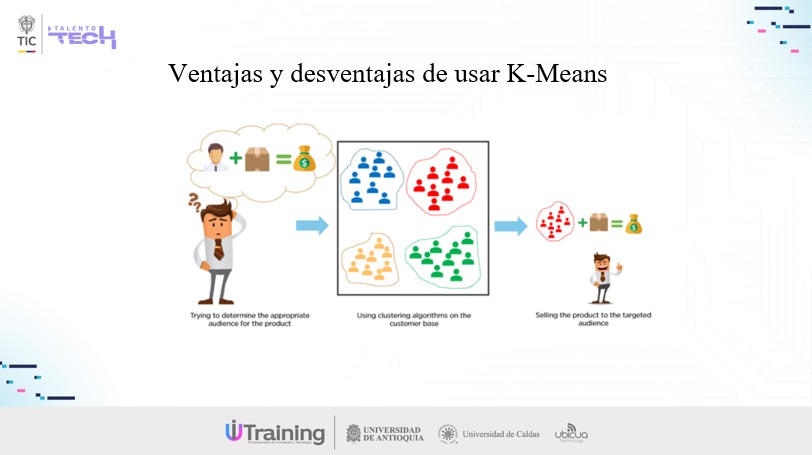 TIC
TALENTO
TECH
Ventajas y desventajas de usar K-Means
Trying to determine the appropriate
audience for the product
Using clustering algorithms on the
customer base
Selling the product to the targeted
audience
UTraining
UNIVERSIDAD
DE ANTIOQUIA
Universidad de Caldas
ubicua
Technology